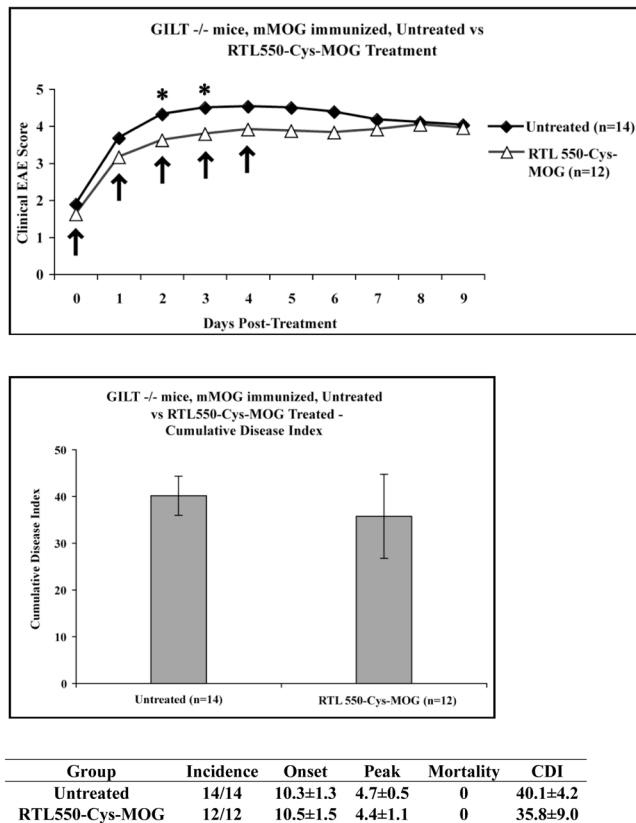 GILT -/- mice, mMOG immunized, Untreated vs
RTL550-Cys-MOG Treatment
Clinical EAE Score
5
4
3
2
1
0
* *
0 1 2 3 4 5 6 7 8 9
Days Post-Treatment
Untreated (n=14)
RTL 550-Cys-
MOG (n=12)
GILT -/- mice, mMOG immunized, Untreated
vs RTL550-Cys-MOG Treated -
Cumulative Disease Index
Cumulative Disease Index
50
40
30
20
10
0
Untreated (n=14) RTL 550-Cys-MOG (n=12)
Group Incidence Onset Peak Mortality CDI
Untreated 14/14 10.3±1.3 4.7±0.5 0 40.1±4.2
RTL550-Cys-MOG 12/12 10.5±1.5 4.4±1.1 0 35.8±9.0